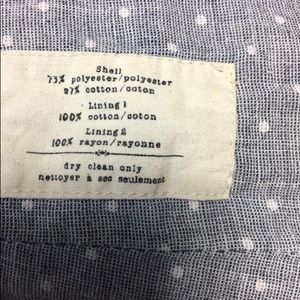 Shell
73% polyester/polyester
27% cotton/coton
Lining 1
100% cotton/coton
Lining 2
100% rayon/rayonne
dry clean only
nettoyer à sec seulement